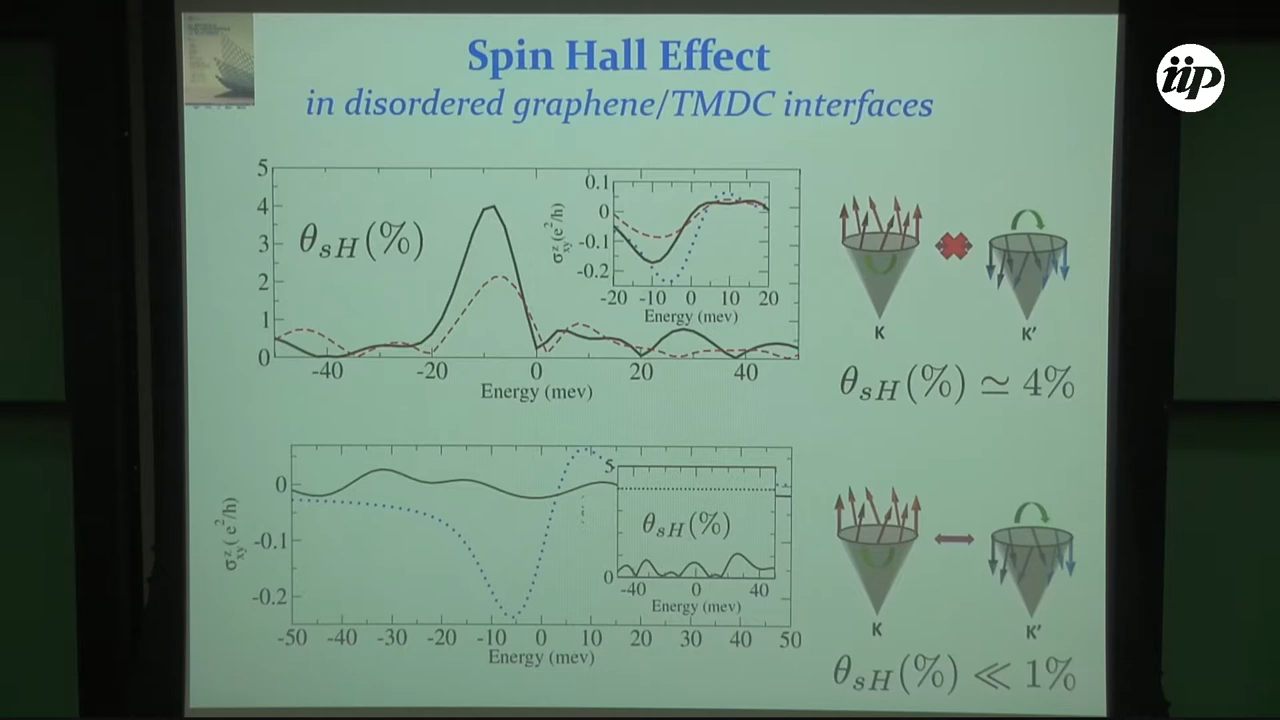 Spin Hall Effect
in disordered graphene/TMDC interfaces
iip
5
4
3
2
1
0
θsH(%)
-40 -20 0 20 40
Energy (mev)
0.1
0
-0.1
-0.2
σ^z_xy (e²/h)
-20 -10 0 10 20
Energy (mev)
K K'
θsH(%) ≃ 4%
0
-0.1
-0.2
σ^z_xy ( e²/h)
-50 -40 -30 -20 -10 0 10 20 30 40 50
Energy (mev)
5
0
θsH(%)
-40 0 40
Energy (mev)
K K'
θsH(%) ≪ 1%